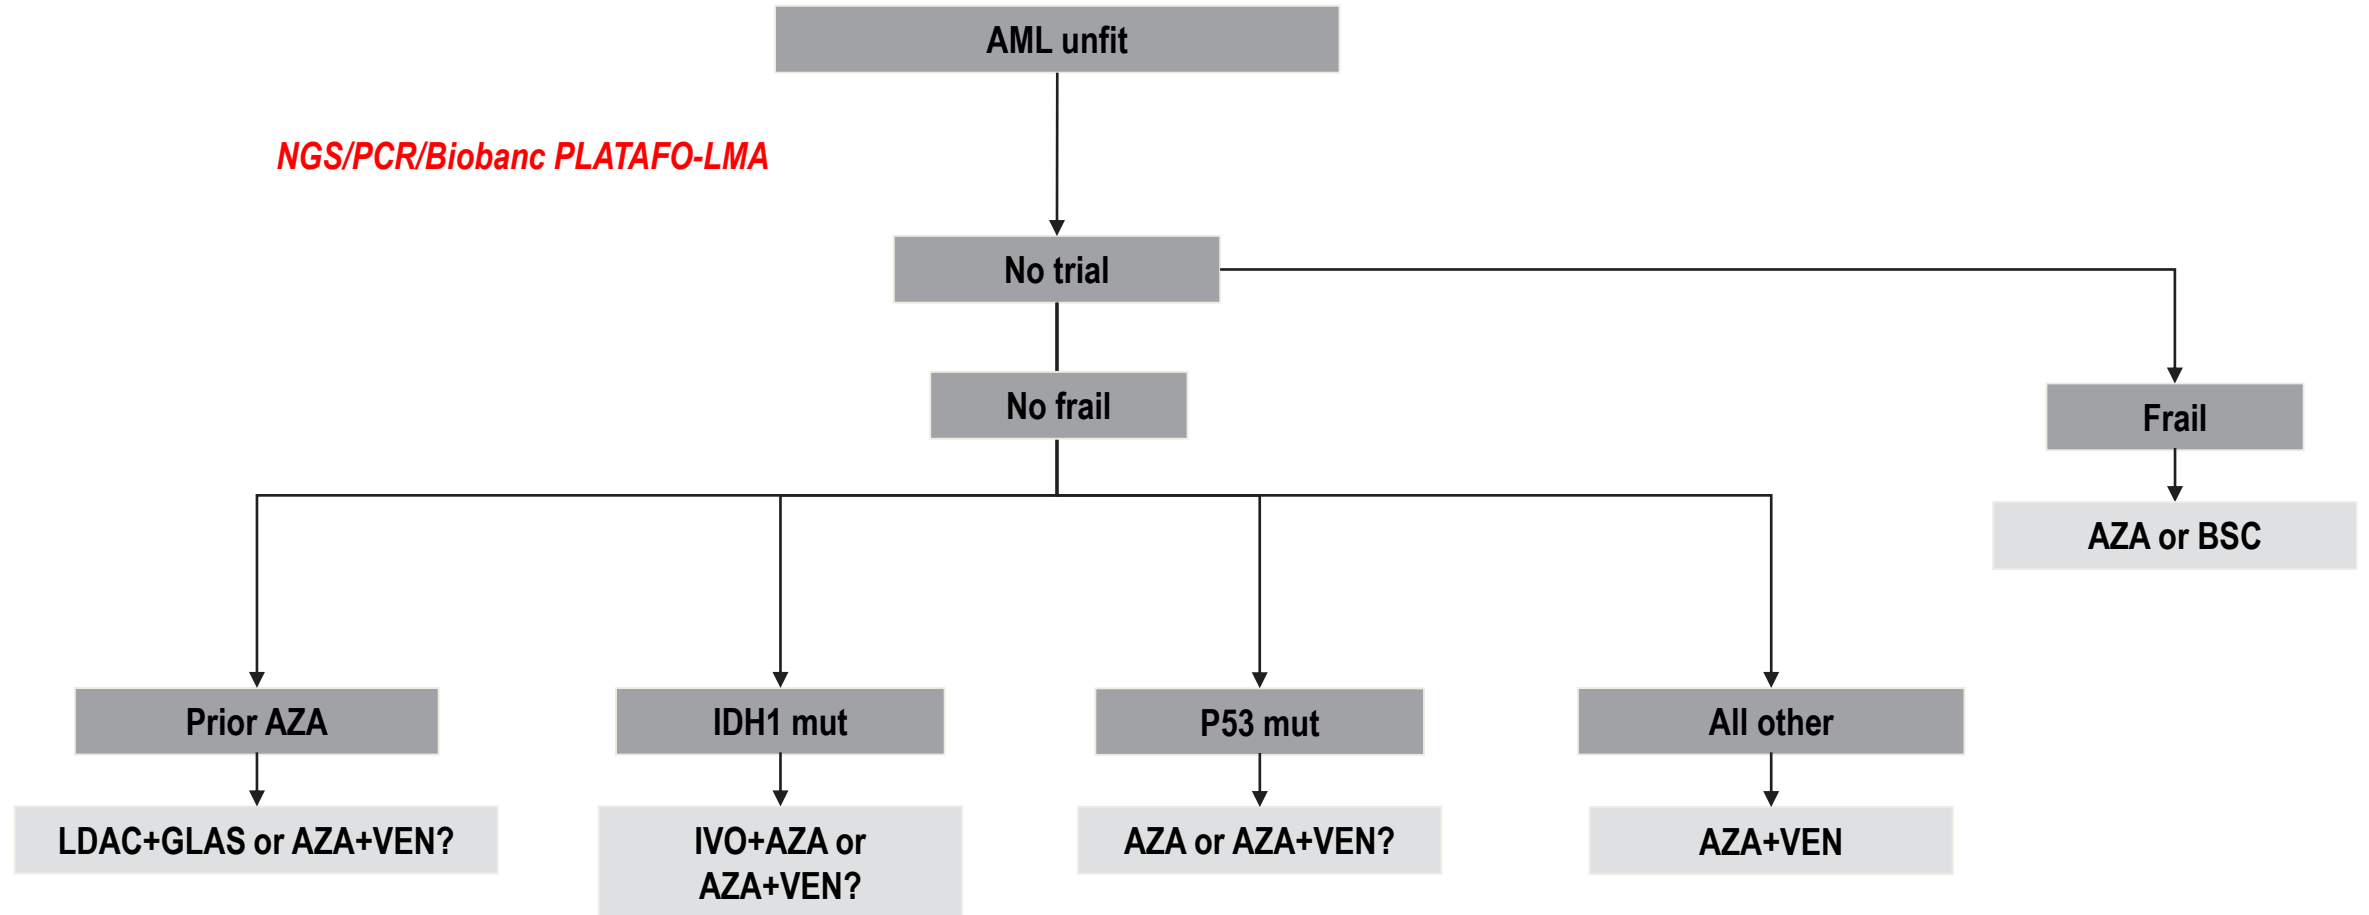 AML unfit
NGS/PCR/Biobanc PLATAFO-LMA
No trial
No frail
Frail
AZA or BSC
Prior AZA
IDH1 mut
P53 mut
All other
LDAC+GLAS or AZA+VEN?
IVO+AZA or
AZA+VEN?
AZA or AZA+VEN?
AZA+VEN